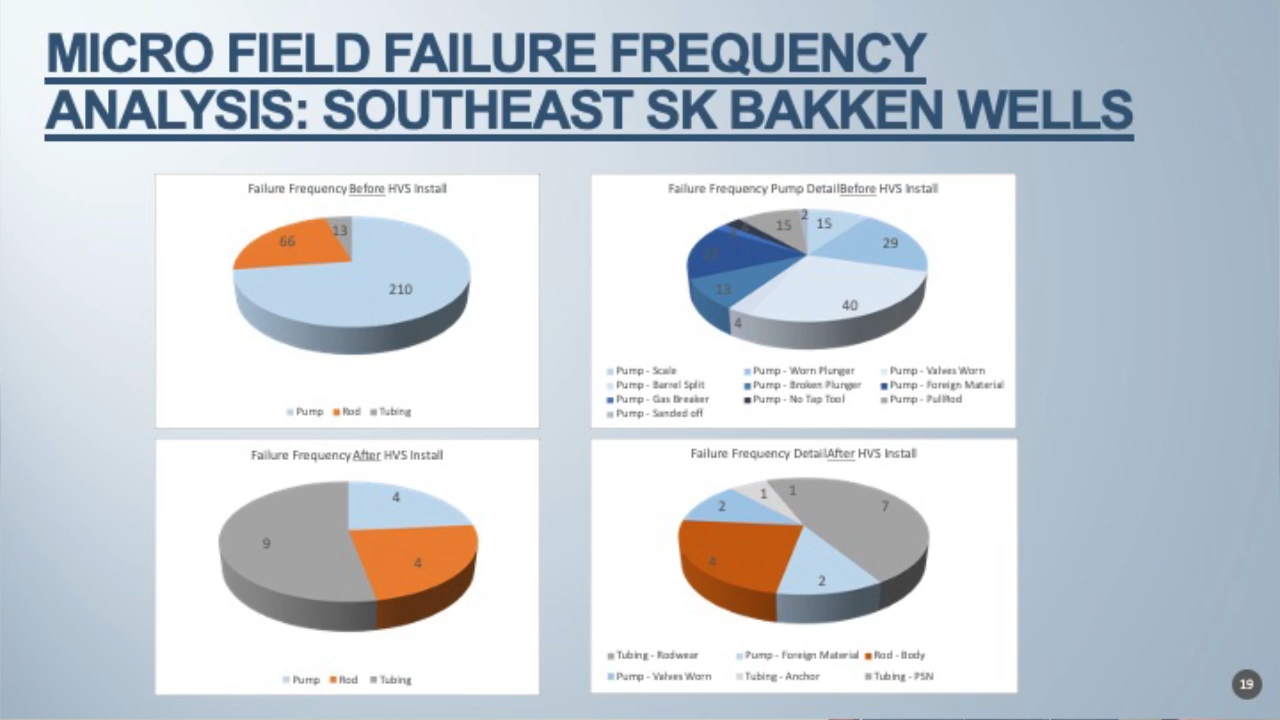 MICRO FIELD FAILURE FREQUENCY
ANALYSIS: SOUTHEAST SK BAKKEN WELLS
Failure Frequency Before HVS Install
13
66
210
Pump Rod Tubing
Failure Frequency Pump DetailBefore HVS Install
2
15
15
29
13
40
4
Pump - Scale Pump - Worn Plunger Pump - Valves Worn
Pump - Barrel Split Pump - Broken Plunger Pump - Foreign Material
Pump - Gas Breaker Pump - No Tap Tool Pump - PullRod
Pump - Sanded off
Failure Frequency After HVS Install
4
9
4
Pump Rod Tubing
Failure Frequency DetailAfter HVS Install
1
1
2
7
4
2
Tubing - Rodwear Pump - Foreign Material Rod - Body
Pump - Valves Worn Tubing - Anchor Tubing - PSN
19